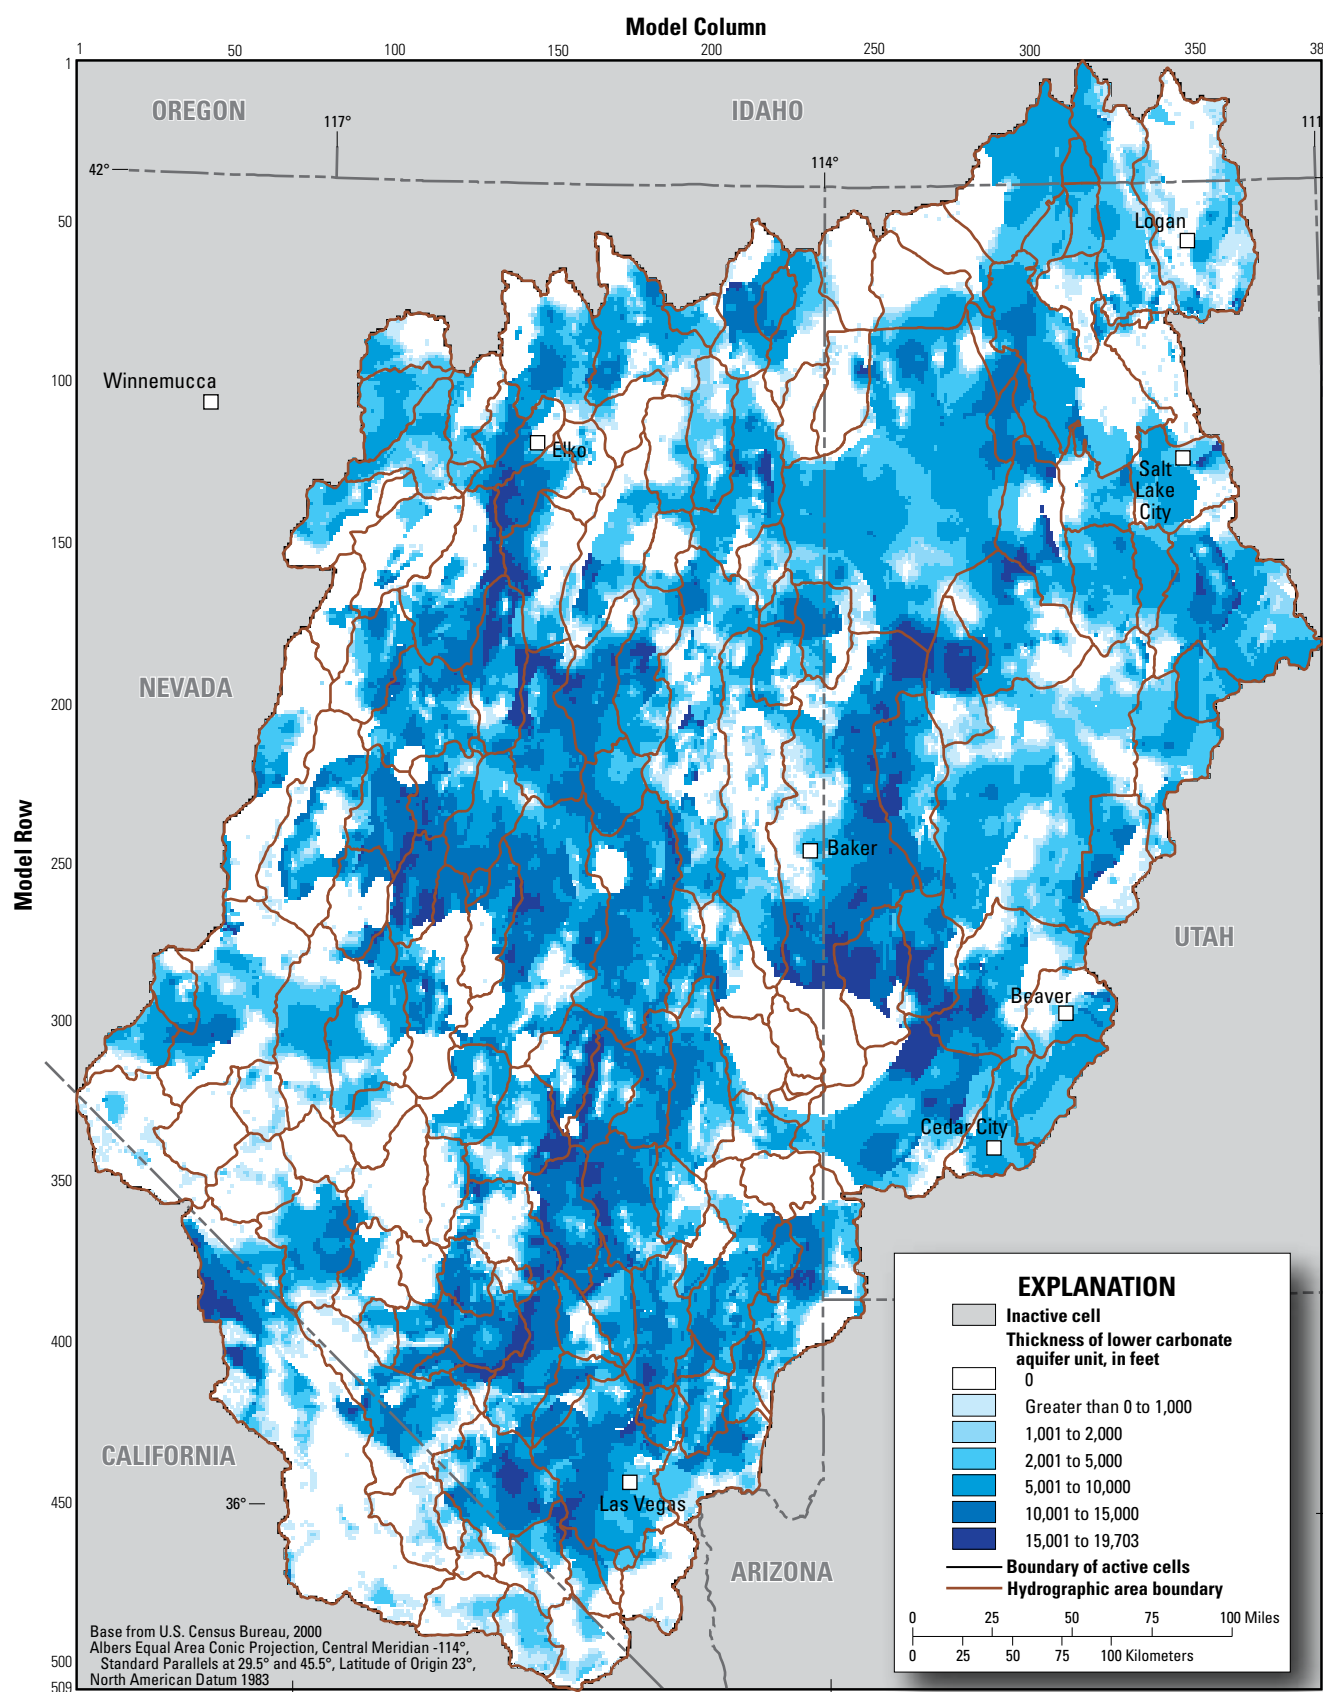 Model Column
1 50 100 150 200 250 300 350 38
1
OREGON
IDAHO
117°
111
42°
114°
50
Logan
100
Winnemucca
Elko
Salt
Lake
City
150
NEVADA
200
Model Row
250
Baker
UTAH
Beaver
300
Cedar City
350
EXPLANATION
Inactive cell
Thickness of lower carbonate
aquifer unit, in feet
0
Greater than 0 to 1,000
1,001 to 2,000
2,001 to 5,000
5,001 to 10,000
10,001 to 15,000
15,001 to 19,703
Boundary of active cells
Hydrographic area boundary
0 25 50 75 100 Miles
0 25 50 75 100 Kilometers
400
CALIFORNIA
36°
450
Las Vegas
ARIZONA
500
509
Base from U.S. Census Bureau, 2000
Albers Equal Area Conic Projection, Central Meridian -114°,
Standard Parallels at 29.5° and 45.5°, Latitude of Origin 23°,
North American Datum 1983